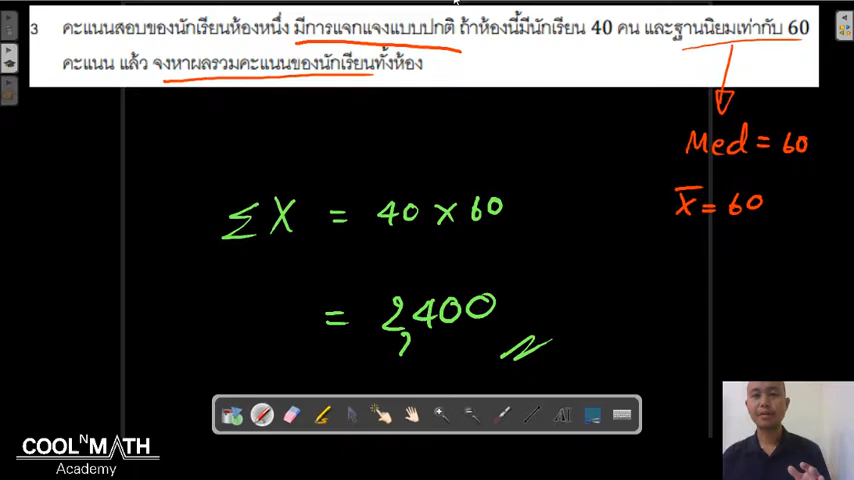 3 คะแนนสอบของนักเรียนห้องหนึ่ง มีการแจกแจงแบบปกติ ถ้าห้องนี้มีนักเรียน 40 คน และฐานนิยมเท่ากับ 60
คะแนน แล้ว จงหาผลรวมคะแนนของนักเรียนทั้งห้อง
Med = 60
X̄ = 60
ΣX = 40 × 60
= 2,400
AI
COOLᴺMATH
Academy